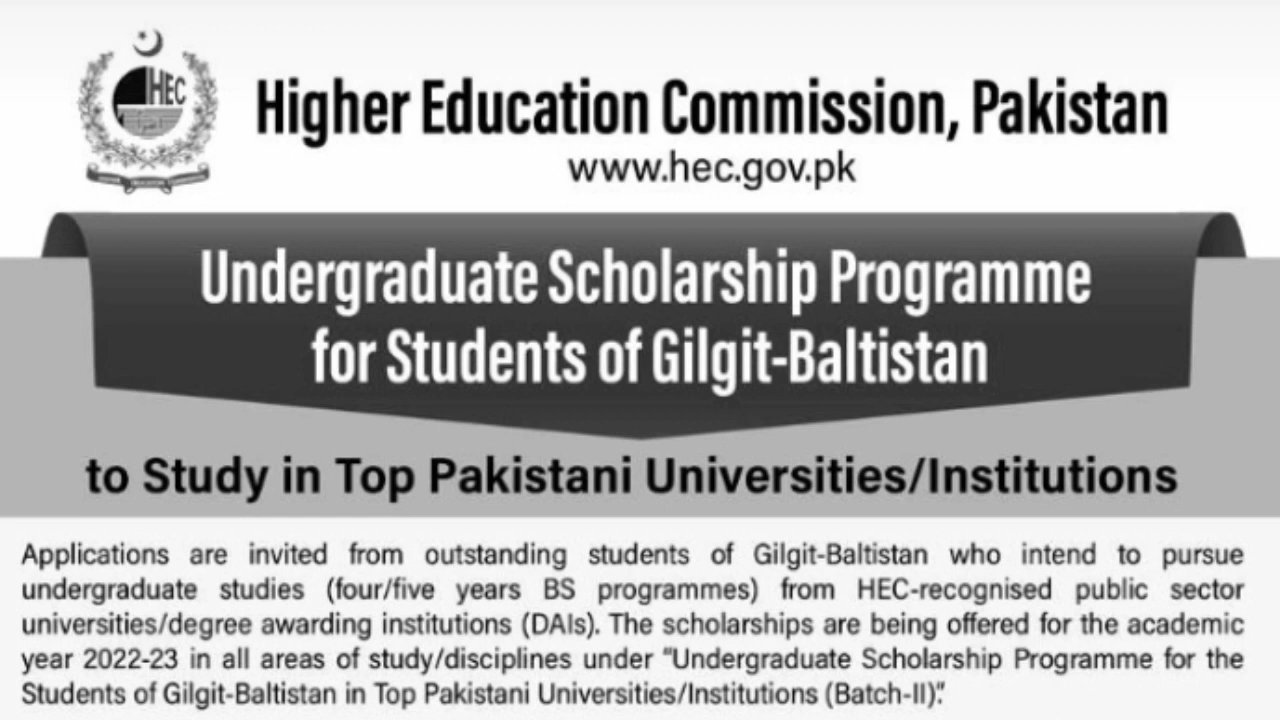 HEC
Higher Education Commission, Pakistan
www.hec.gov.pk
Undergraduate Scholarship Programme
for Students of Gilgit-Baltistan
to Study in Top Pakistani Universities/Institutions
Applications are invited from outstanding students of Gilgit-Baltistan who intend to pursue
undergraduate studies (four/five years BS programmes) from HEC-recognised public sector
universities/degree awarding institutions (DAIs). The scholarships are being offered for the academic
year 2022-23 in all areas of study/disciplines under "Undergraduate Scholarship Programme for the
Students of Gilgit-Baltistan in Top Pakistani Universities/Institutions (Batch-II)".